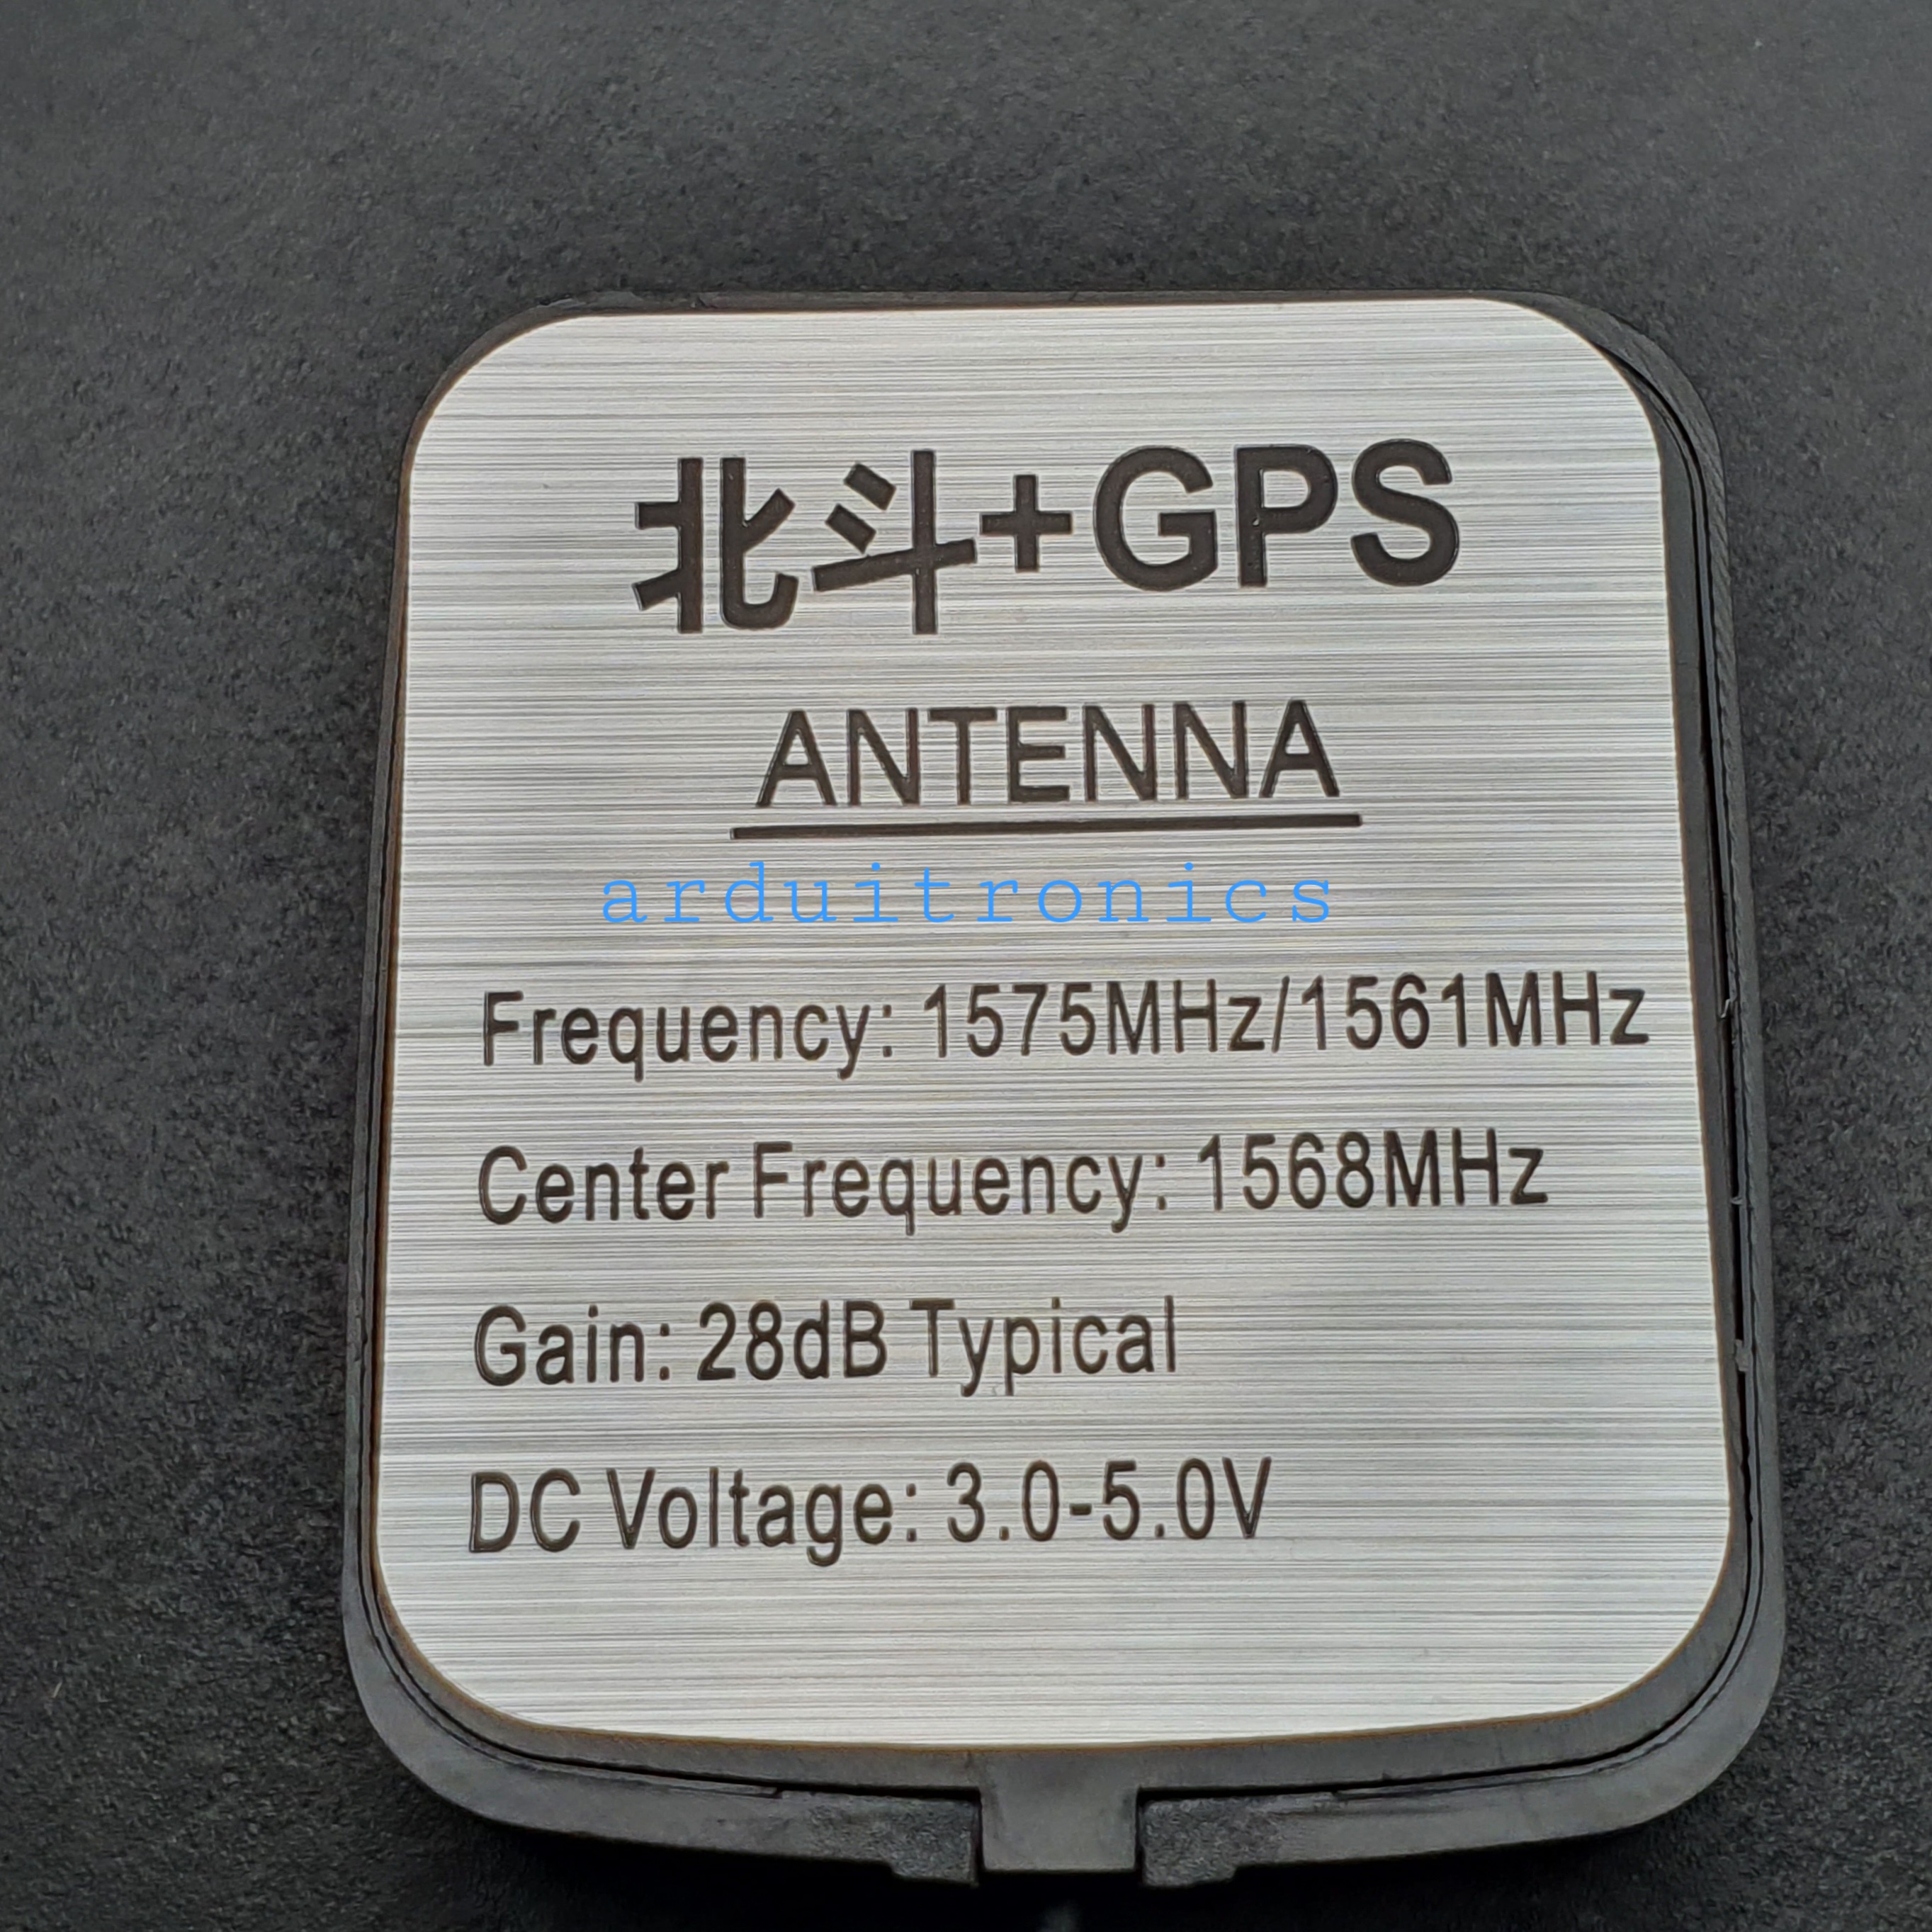 北斗+GPS
ANTENNA
arduitronics
Frequency: 1575MHz/1561MHz
Center Frequency: 1568MHz
Gain: 28dB Typical
DC Voltage: 3.0-5.0V